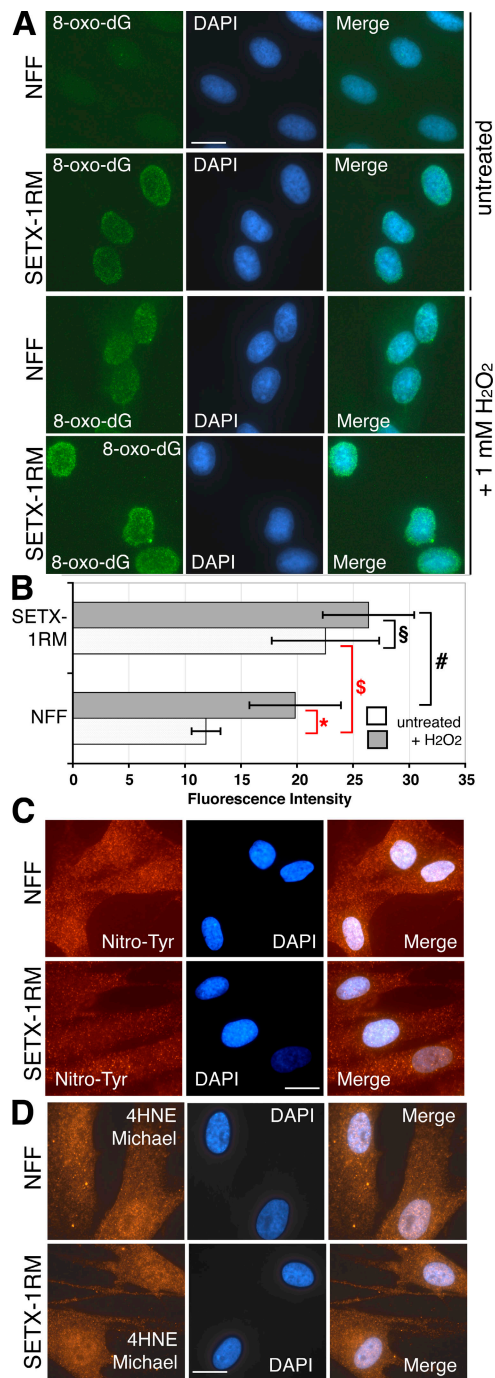 A
8-oxo-dG DAPI Merge
NFF
8-oxo-dG DAPI Merge
SETX-1RM
untreated
NFF
8-oxo-dG DAPI Merge
8-oxo-dG
SETX-1RM
8-oxo-dG DAPI Merge
+ 1 mM H₂O₂
B
SETX-
1RM
§
#
$
NFF
*
untreated
+ H₂O₂
0 5 10 15 20 25 30 35
Fluorescence Intensity
C
NFF
Nitro-Tyr DAPI Merge
SETX-1RM
Nitro-Tyr DAPI Merge
D
4HNE
Michael
DAPI Merge
NFF
SETX-1RM
4HNE
Michael
DAPI Merge